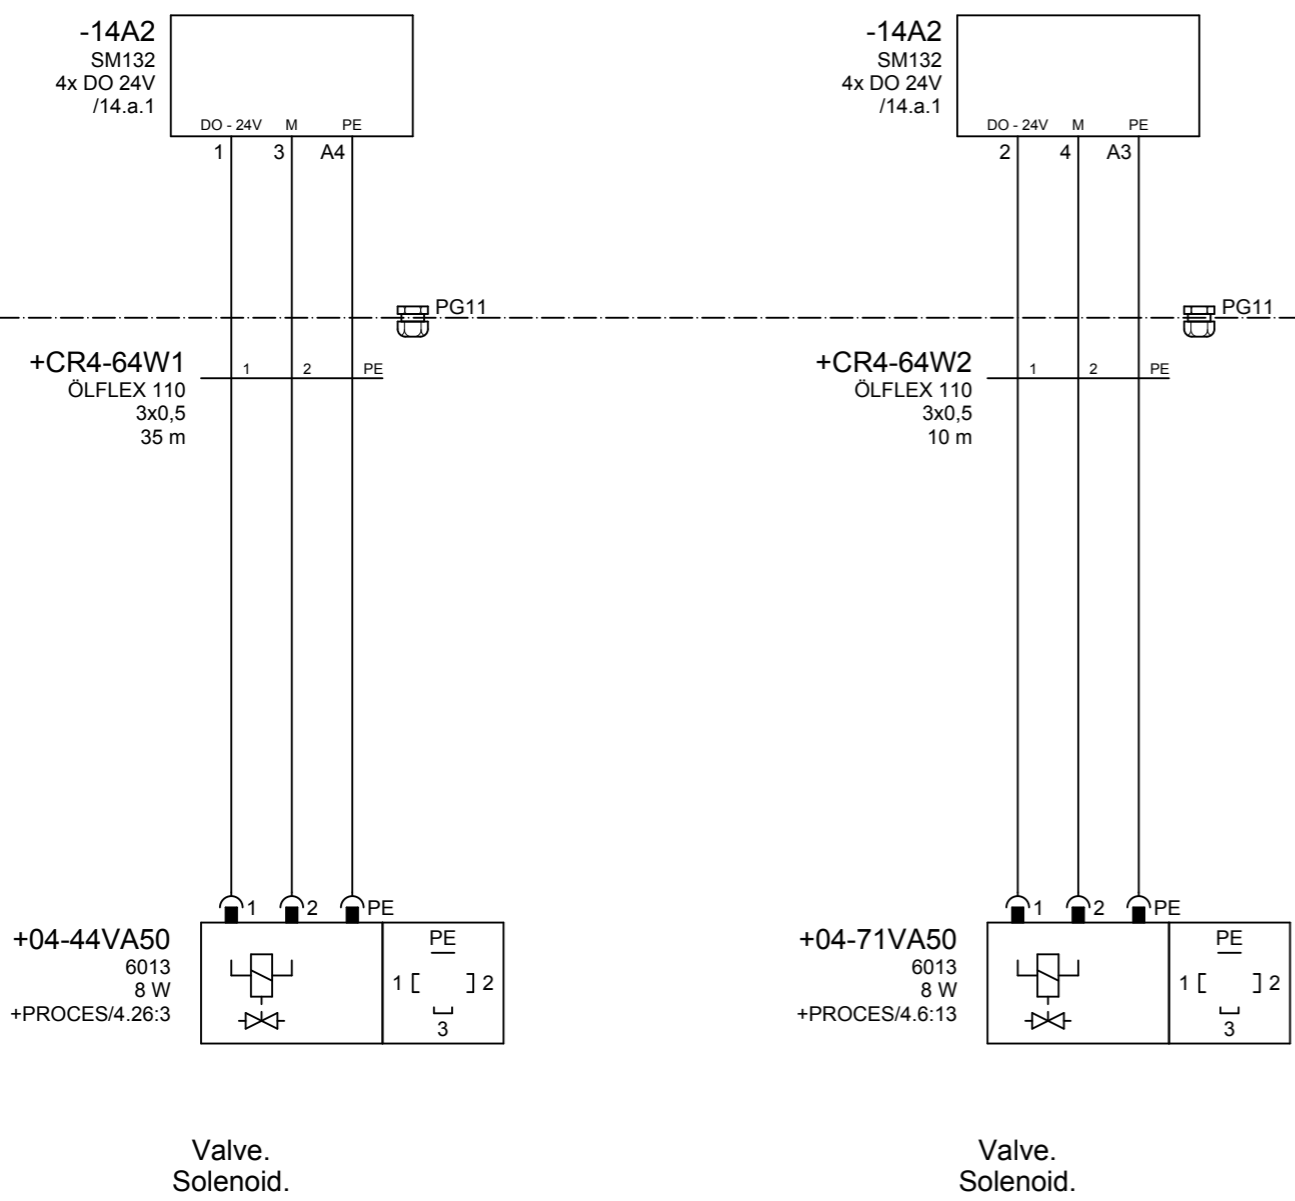 -14A2
SM132
4x DO 24V
/14.a.1
DO - 24V M PE
1 3 A4
PG11
+CR4-64W1
1 2 PE
ÖLFLEX 110
3x0,5
35 m
1 2 PE
+04-44VA50
6013
8 W
+PROCES/4.26:3
PE
1 2
3
Valve.
Solenoid.
-14A2
SM132
4x DO 24V
/14.a.1
DO - 24V M PE
2 4 A3
PG11
+CR4-64W2
1 2 PE
ÖLFLEX 110
3x0,5
10 m
1 2 PE
+04-71VA50
6013
8 W
+PROCES/4.6:13
PE
1 2
3
Valve.
Solenoid.